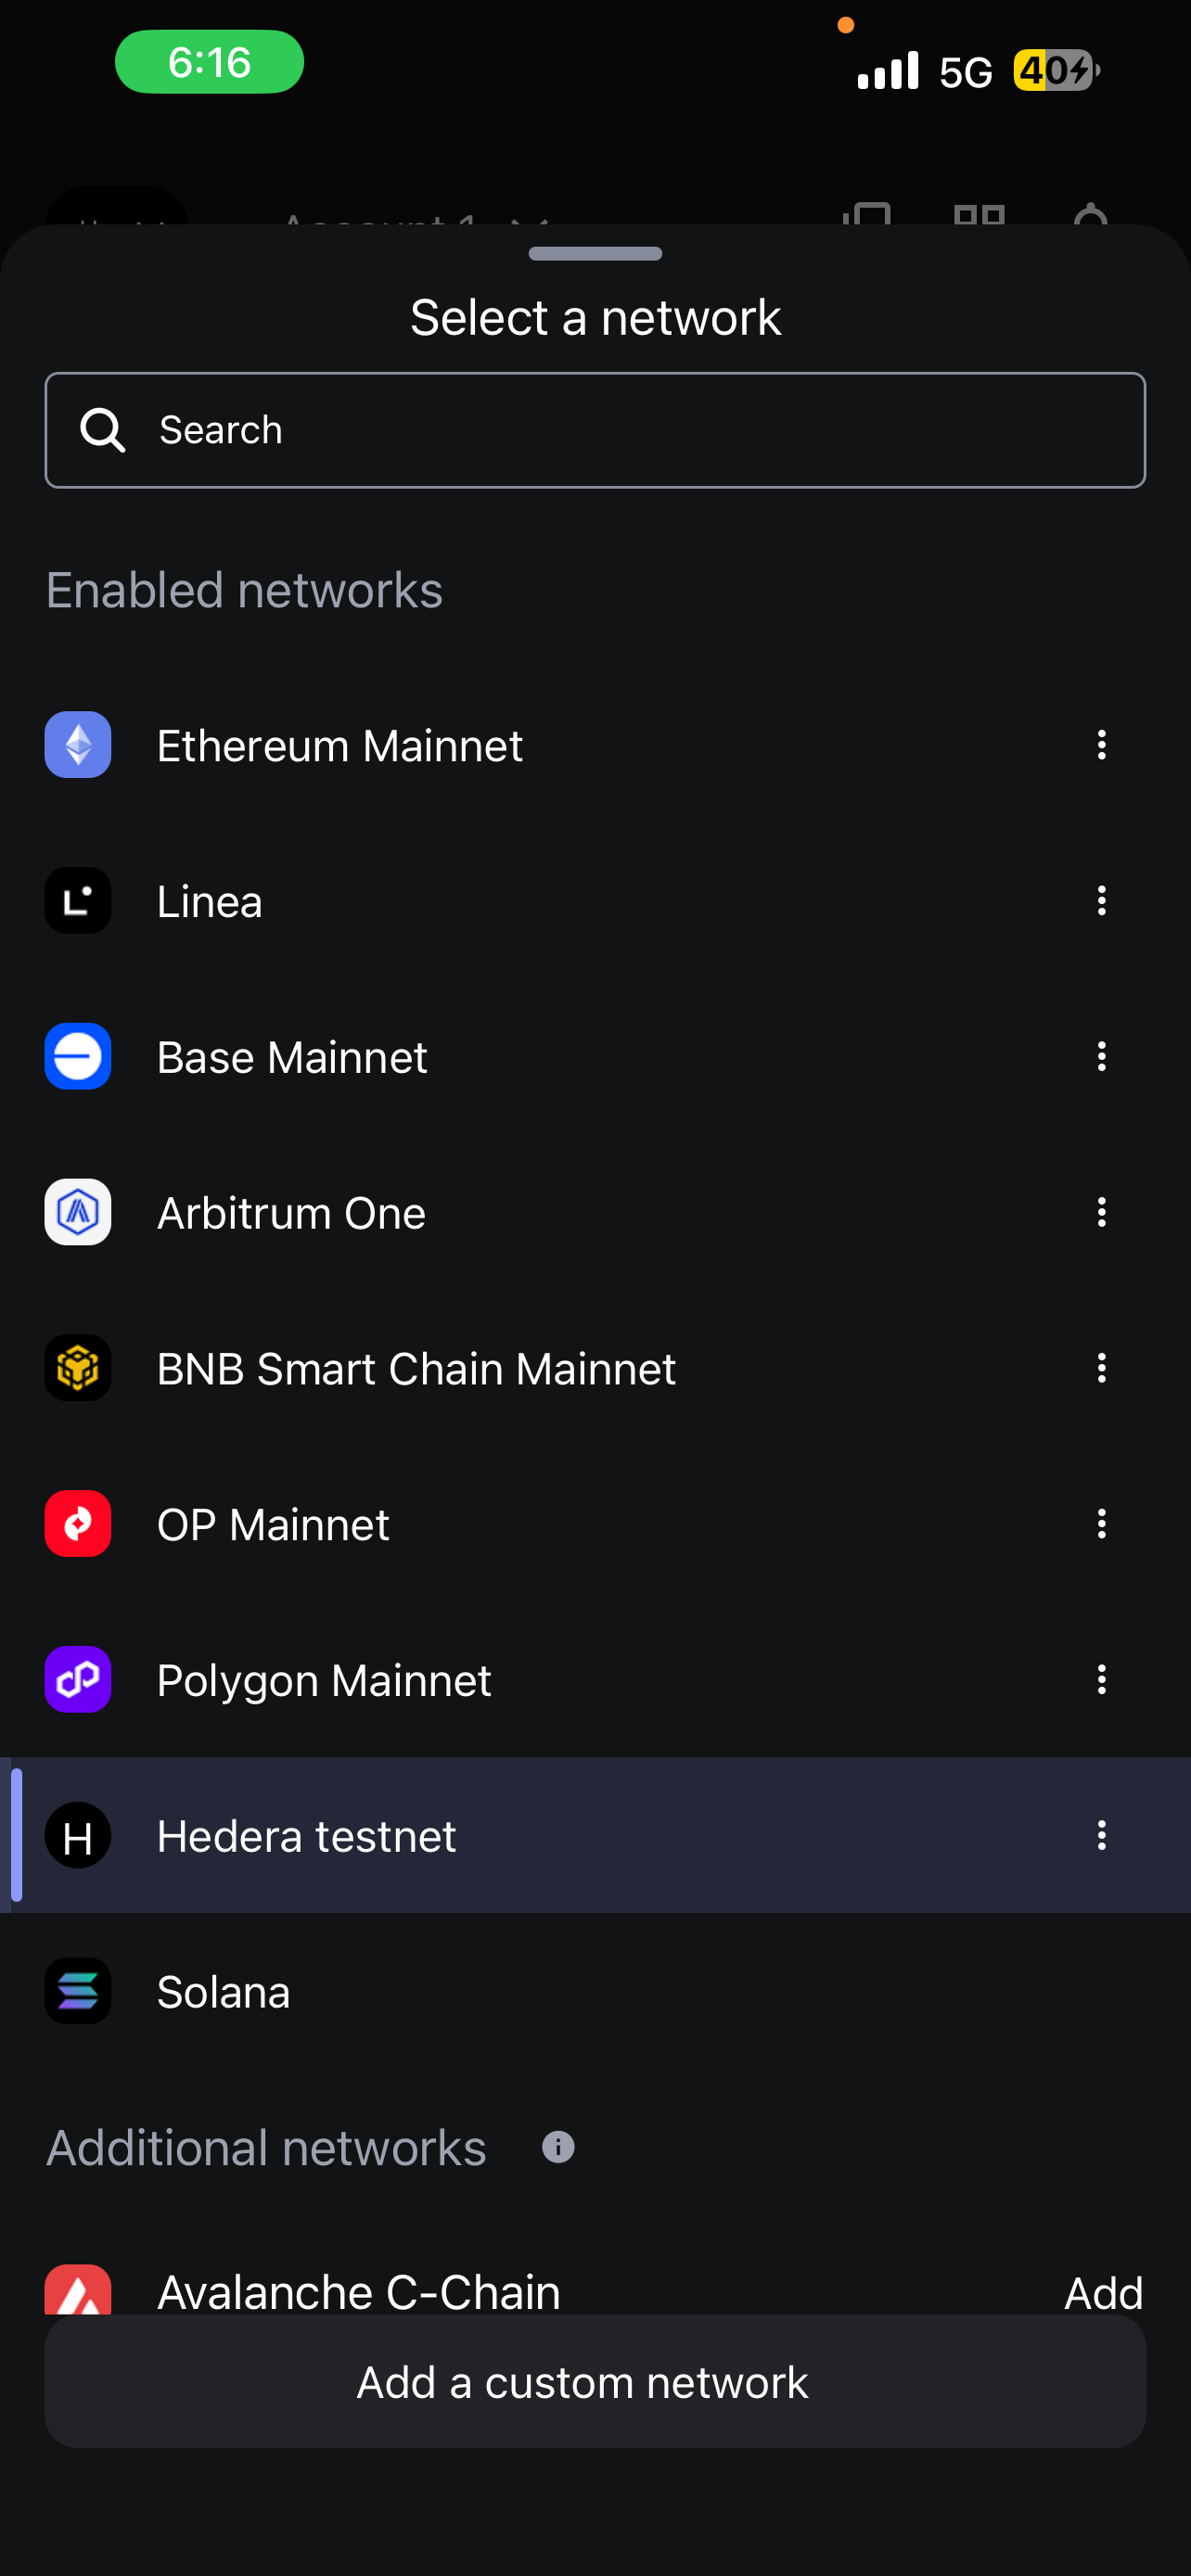 6:16
5G
40
Account 1
Select a network
Search
Enabled networks
Ethereum Mainnet
Linea
Base Mainnet
Arbitrum One
BNB Smart Chain Mainnet
OP Mainnet
Polygon Mainnet
H
Hedera testnet
Solana
Additional networks
Avalanche C-Chain
Add
Add a custom network